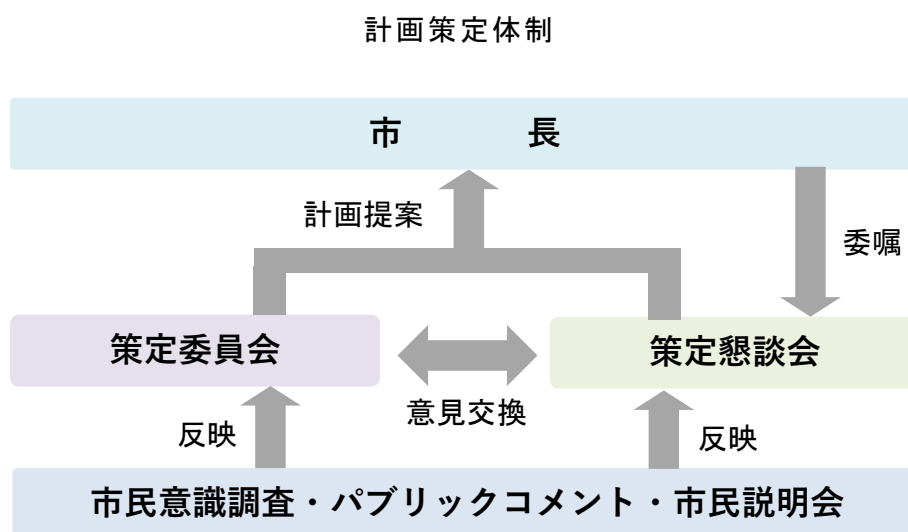 計画策定体制
市長
計画提案
委嘱
策定委員会
策定懇談会
意見交換
反映
反映
市民意識調査・パブリックコメント・市民説明会